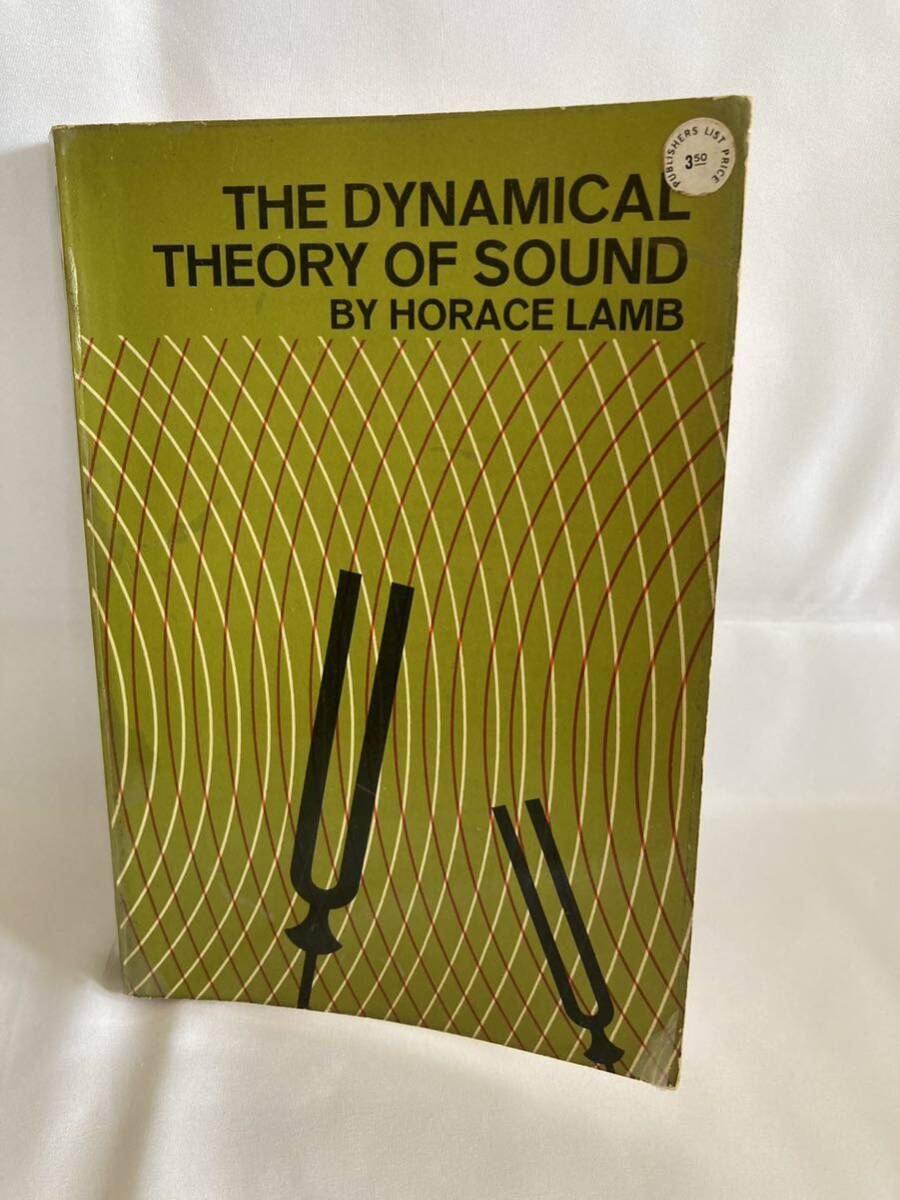 PUBLISHERS LIST PRICE
3 50
THE DYNAMICAL
THEORY OF SOUND
BY HORACE LAMB